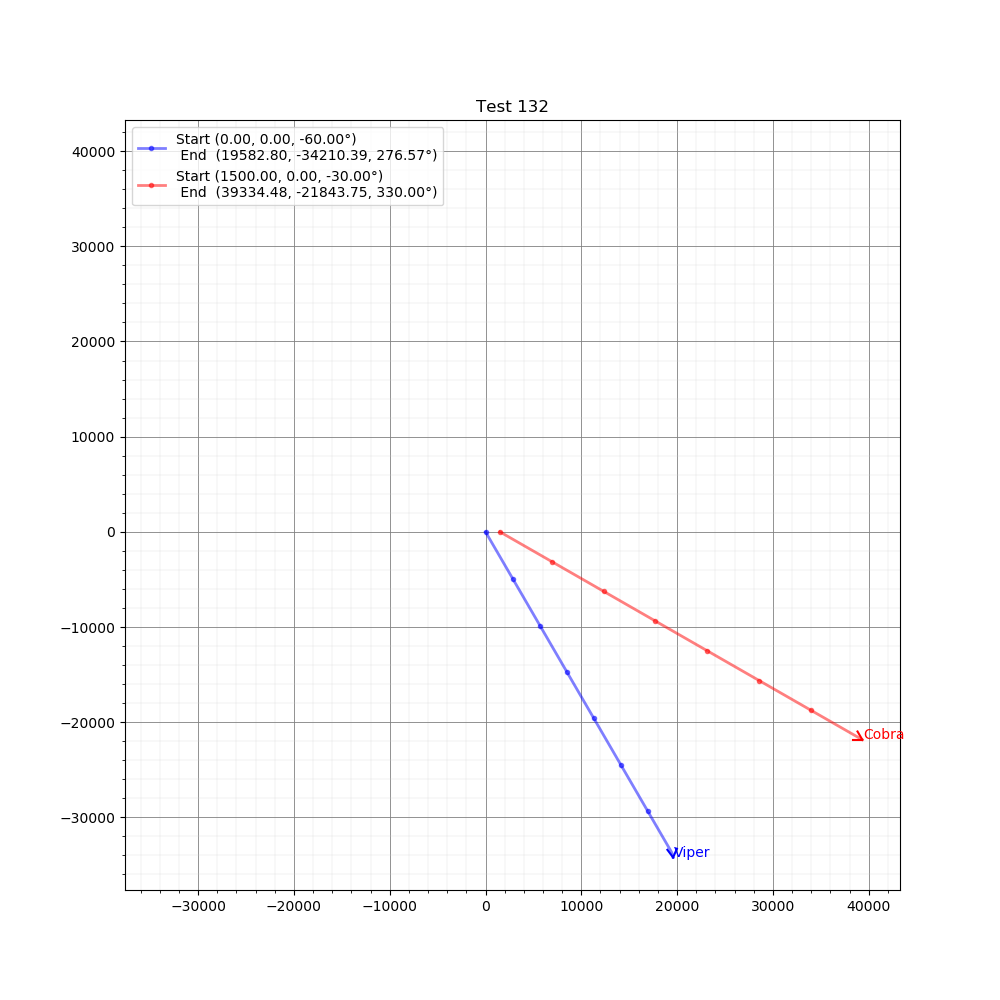 Test 132
Start (0.00, 0.00, -60.00°)
End (19582.80, -34210.39, 276.57°)
Start (1500.00, 0.00, -30.00°)
End (39334.48, -21843.75, 330.00°)
40000
30000
20000
10000
0
−10000
−20000
−30000
Cobra
Viper
−30000 −20000 −10000 0 10000 20000 30000 40000